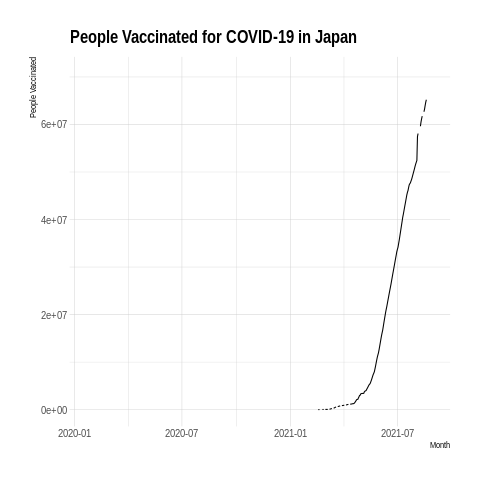 People Vaccinated for COVID-19 in Japan
People Vaccinated
6e+07
4e+07
2e+07
0e+00
2020-01 2020-07 2021-01 2021-07
Month